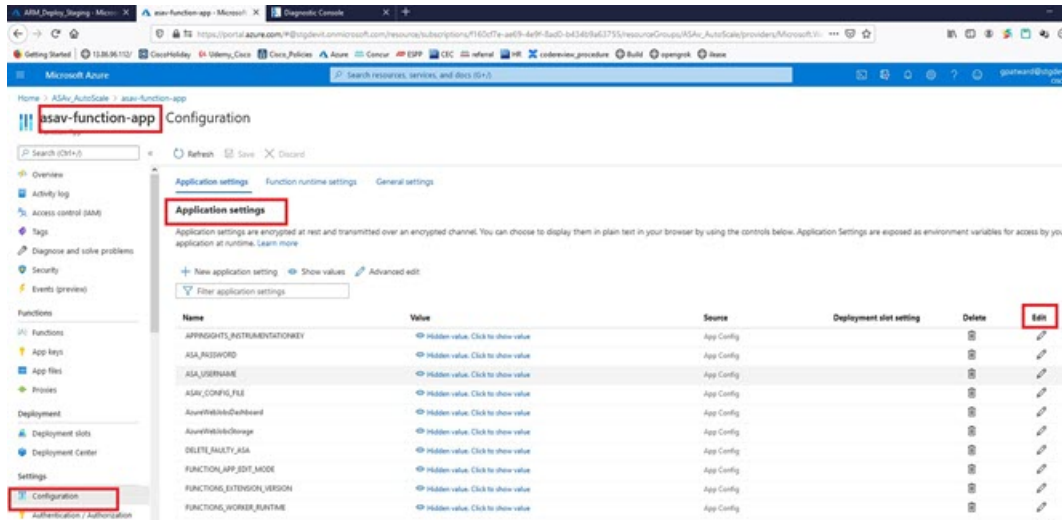 ARM_Deploy_Staging - Micros
asav-function-app - Microsoft
Diagnostic Console
https://portal.azure.com/
Getting Started
CiscoHoliday
Udemy_Cisco
Cisco_Policies
Azure
Concur
ESPP
CEC
referral
HR
codereview_procedure
Build
opengrok
ilease
Microsoft Azure
Search resources, services, and docs (G+/)
Home > ASAv_AutoScale > asav-function-app
asav-function-app | Configuration
Function App
Search (Ctrl+/)
Refresh Save Discard
Overview
Activity log
Access control (IAM)
Tags
Diagnose and solve problems
Security
Events (preview)
Functions
Functions
App keys
App files
Proxies
Deployment
Deployment slots
Deployment Center
Settings
Configuration
Authentication / Authorization
Application settings Function runtime settings General settings
Application settings
Application settings are encrypted at rest and transmitted over an encrypted channel. You can choose to display them in plain text in your browser by using the controls below. Application Settings are exposed as environment variables for access by you
application at runtime. Learn more
New application setting Show values Advanced edit
Filter application settings
Name Value Source Deployment slot setting Delete Edit
APPINSIGHTS_INSTRUMENTATIONKEY Hidden value. Click to show value App Config
ASA_PASSWORD Hidden value. Click to show value App Config
ASA_USERNAME Hidden value. Click to show value App Config
ASAV_CONFIG_FILE Hidden value. Click to show value App Config
AzureWebJobsDashboard Hidden value. Click to show value App Config
AzureWebJobsStorage Hidden value. Click to show value App Config
DELETE_FAULTY_ASA Hidden value. Click to show value App Config
FUNCTION_APP_EDIT_MODE Hidden value. Click to show value App Config
FUNCTIONS_EXTENSION_VERSION Hidden value. Click to show value App Config
FUNCTIONS_WORKER_RUNTIME Hidden value. Click to show value App Config